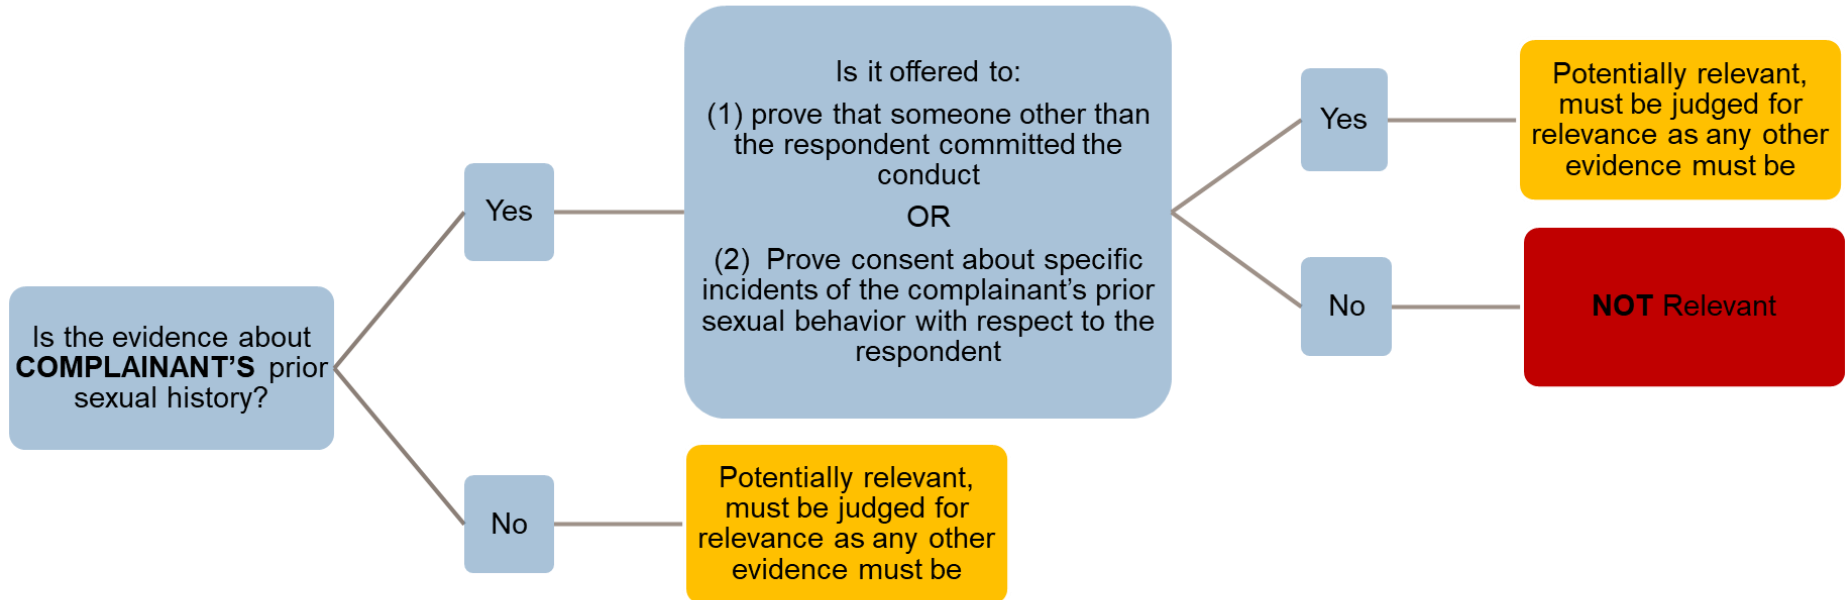 Is the evidence about
COMPLAINANT’S prior
sexual history?
Yes
Is it offered to:
(1) prove that someone other than
the respondent committed the
conduct
OR
(2) Prove consent about specific
incidents of the complainant’s prior
sexual behavior with respect to the
respondent
Yes
Potentially relevant,
must be judged for
relevance as any other
evidence must be
No
NOT Relevant
No
Potentially relevant,
must be judged for
relevance as any other
evidence must be